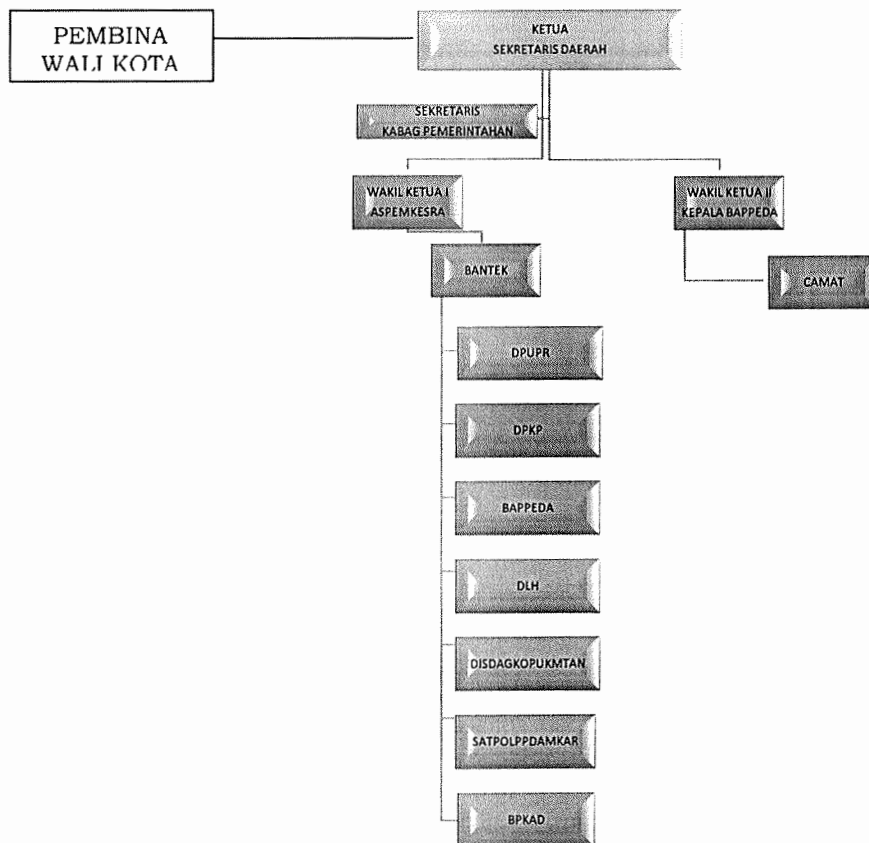 PEMBINA
WALI KOTA
KETUA
SEKRETARIS DAERAH
SEKRETARIS
KABAG PEMERINTAHAN
WAKIL KETUA I
ASPEMKESRA
WAKIL KETUA II
KEPALA BAPPEDA
BANTEK
CAMAT
DPUPR
DPKP
BAPPEDA
DLH
DISDAGKOPUKMTAN
SATPOLPPDAMKAR
BPKAD